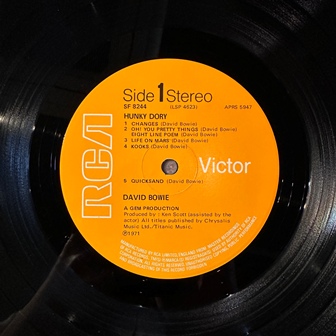 Side 1 Stereo
SF 8244 (LSP 4623) APRS 5947
HUNKY DORY
1 CHANGES (David Bowie)
2 OH! YOU PRETTY THINGS (David Bowie)
EIGHT LINE POEM (David Bowie)
3 LIFE ON MARS? (David Bowie)
4 KOOKS (David Bowie)
RCA Victor
6 QUICKSAND (David Bowie)
DAVID BOWIE
A GEM PRODUCTION
Produced by : Ken Scott (assisted by the
actor) All titles published by Chrysalis
Music Ltd./Titanic Music.
℗1971